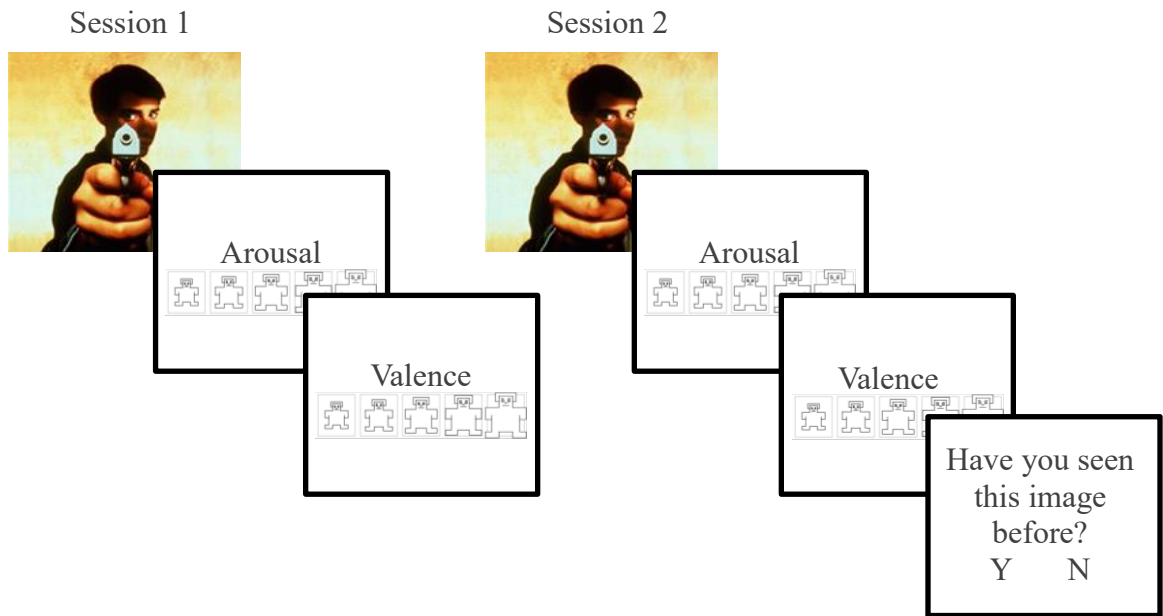 Session 1
Arousal
Valence
Session 2
Arousal
Valence
Have you seen
this image
before?
Y N